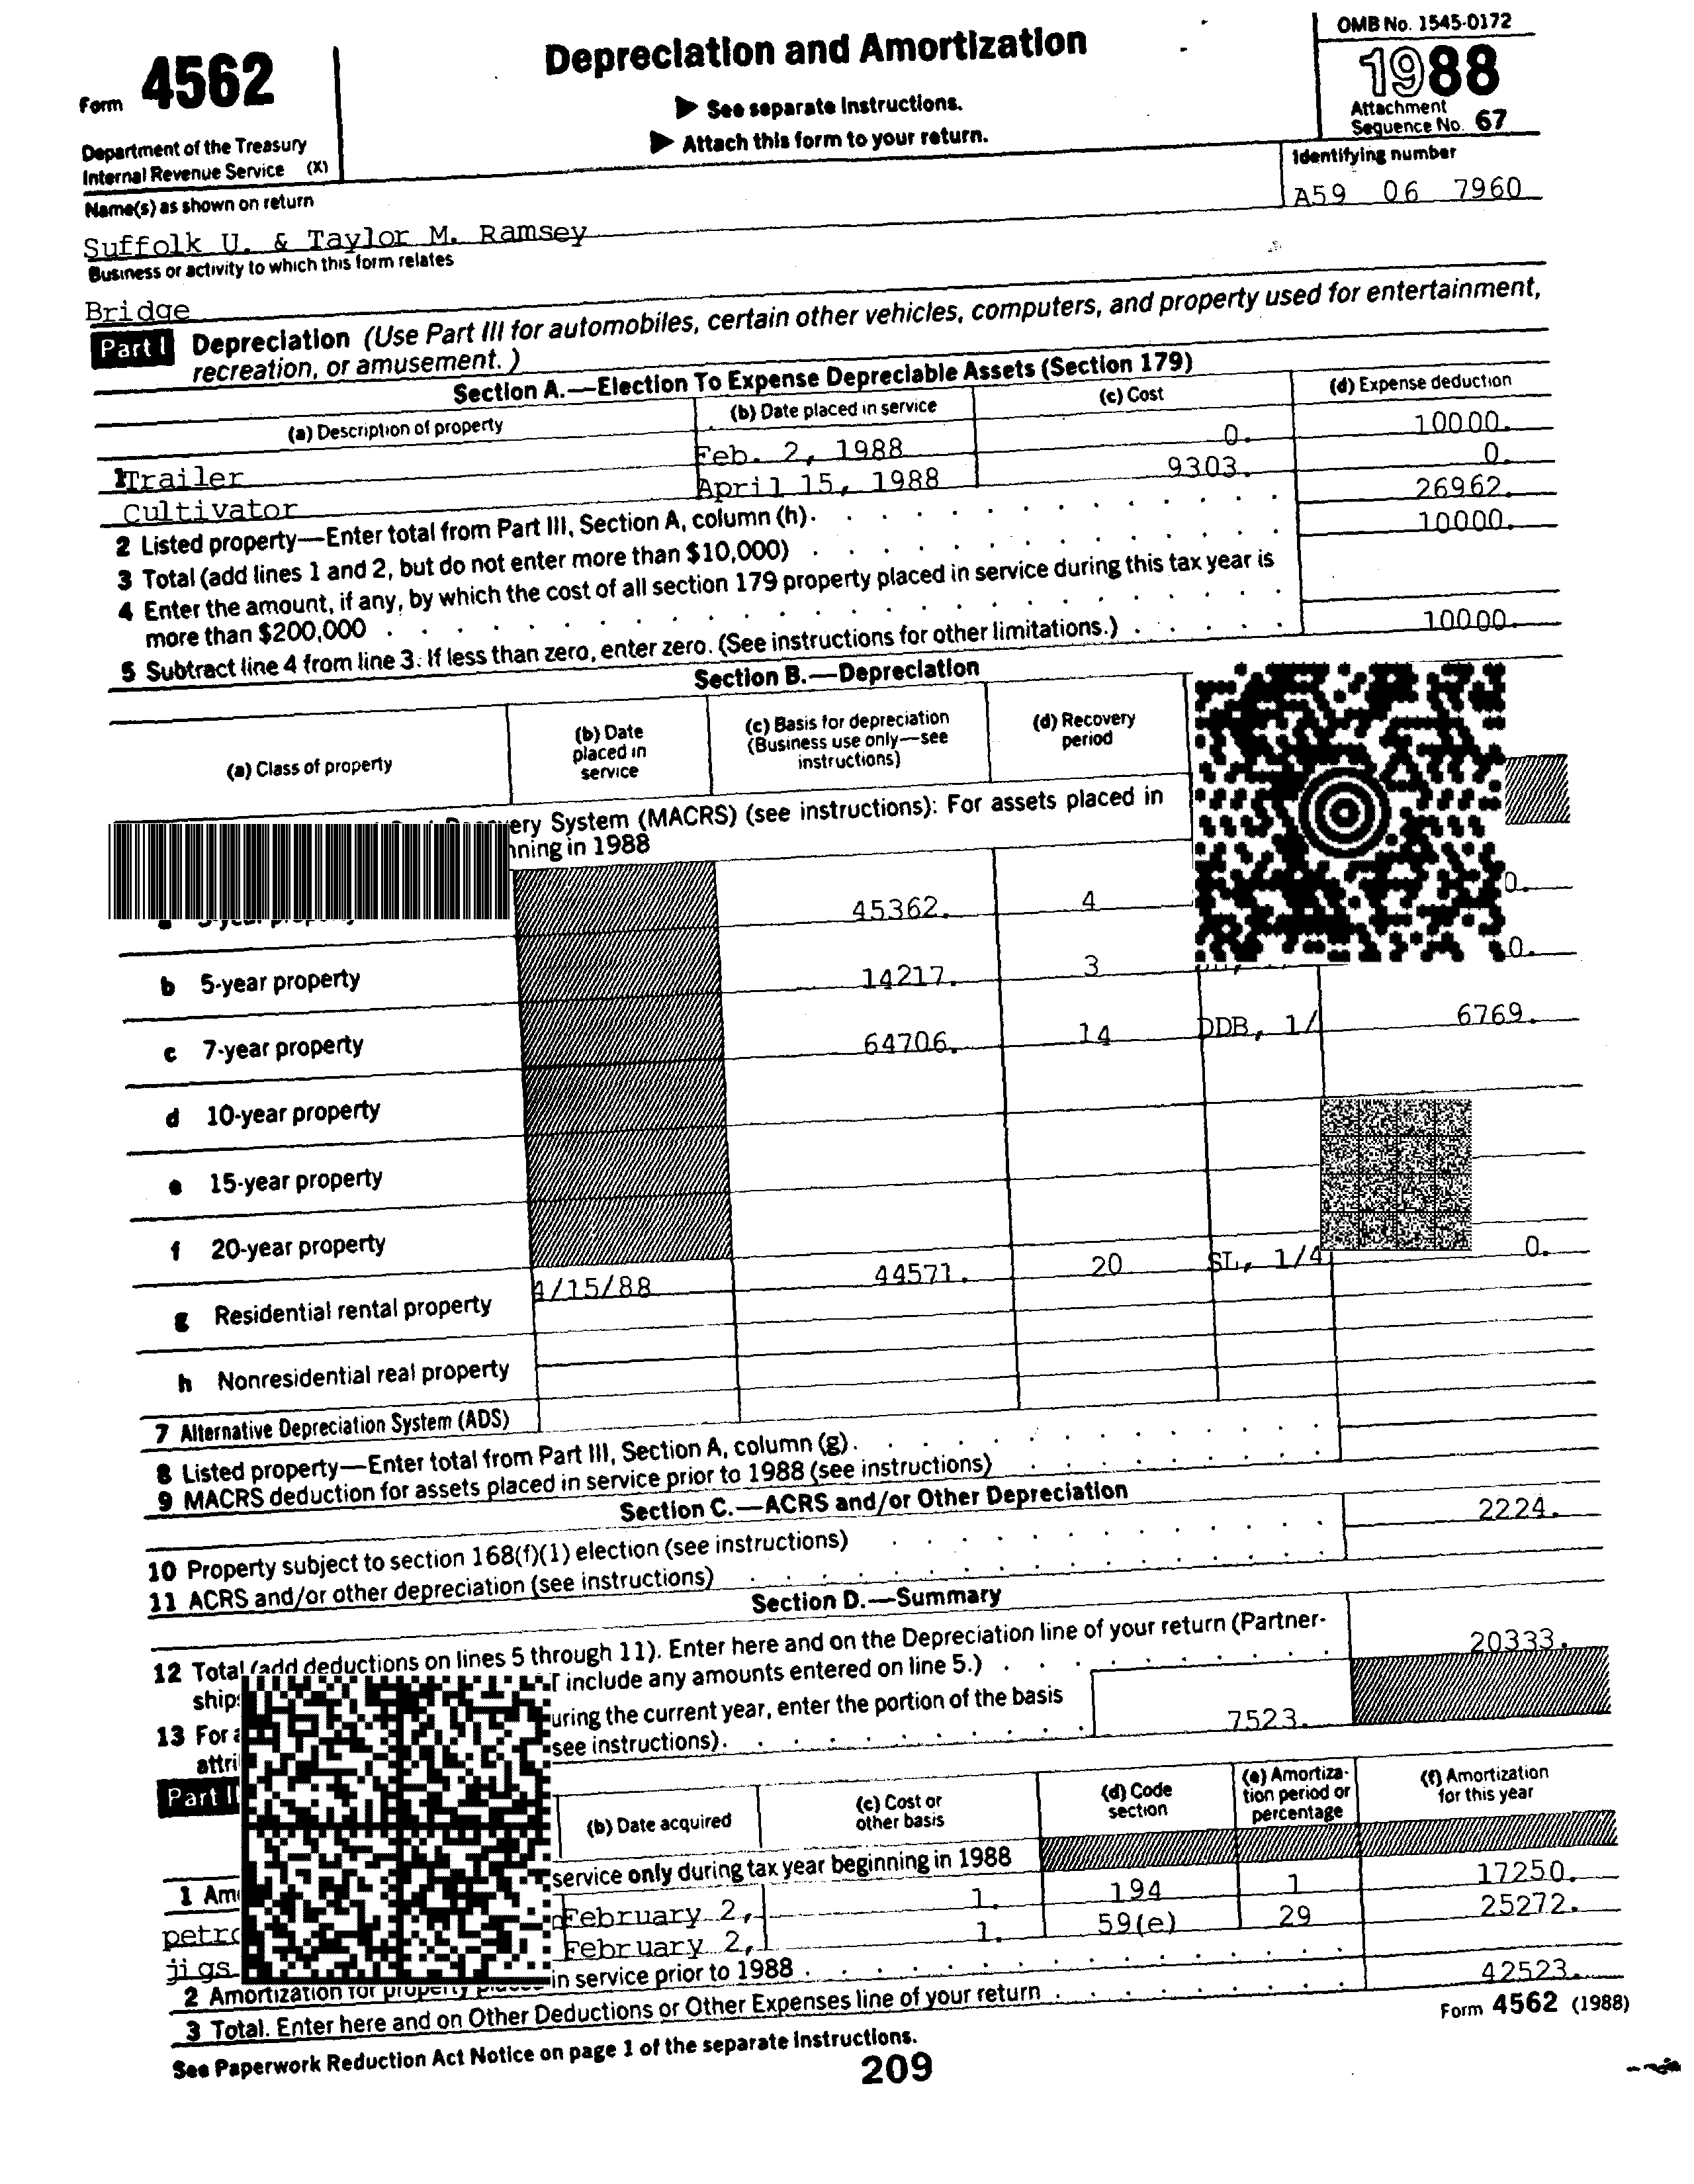 Form 4562
Department of the Treasury
Internal Revenue Service (X)
Depreciation and Amortization
▶ See separate instructions.
▶ Attach this form to your return.
OMB No. 1545-0172
1988
Attachment
Sequence No. 67
Name(s) as shown on return
Identifying number
Suffolk U. & Taylor M. Ramsey
A59 06 7960
Business or activity to which this form relates
Bridge
Part I Depreciation (Use Part III for automobiles, certain other vehicles, computers, and property used for entertainment,
recreation, or amusement.)
Section A.—Election To Expense Depreciable Assets (Section 179)
(a) Description of property (b) Date placed in service (c) Cost (d) Expense deduction
1 Trailer Feb. 2, 1988 0. 10000.
Cultivator April 15, 1988 9303. 0.
2 Listed property—Enter total from Part III, Section A, column (h). 26962.
3 Total (add lines 1 and 2, but do not enter more than $10,000) 10000.
4 Enter the amount, if any, by which the cost of all section 179 property placed in service during this tax year is
more than $200,000
5 Subtract line 4 from line 3. If less than zero, enter zero. (See instructions for other limitations.) 10000.
Section B.—Depreciation
(a) Class of property
(b) Date
placed in
service
(c) Basis for depreciation
(Business use only—see
instructions)
(d) Recovery
period
System (MACRS) (see instructions): For assets placed in
in 1988
45362. 4 0.
b 5-year property 14217. 3 0.
c 7-year property 64706. 14 DDB, 1/ 6769.
d 10-year property
e 15-year property
f 20-year property
g Residential rental property 4/15/88 44571. 20 SL, 1/4 0.
h Nonresidential real property
7 Alternative Depreciation System (ADS)
8 Listed property—Enter total from Part III, Section A, column (g).
9 MACRS deduction for assets placed in service prior to 1988 (see instructions)
Section C.—ACRS and/or Other Depreciation
10 Property subject to section 168(f)(1) election (see instructions) 2224.
11 ACRS and/or other depreciation (see instructions)
Section D.—Summary
12 Total (add deductions on lines 5 through 11). Enter here and on the Depreciation line of your return (Partner-
include any amounts entered on line 5.) 20333.
13 For the current year, enter the portion of the basis
see instructions). 7523.
Part
(b) Date acquired
(c) Cost or
other basis
(d) Code
section
(e) Amortiza-
tion period or
percentage
(f) Amortization
for this year
1 service only during tax year beginning in 1988
February 2, 1. 194 1 17250.
jigs February 2, 1. 59(e) 29 25272.
2 Amortization for property in service prior to 1988
3 Total. Enter here and on Other Deductions or Other Expenses line of your return 42523.
See Paperwork Reduction Act Notice on page 1 of the separate instructions.
Form 4562 (1988)
209